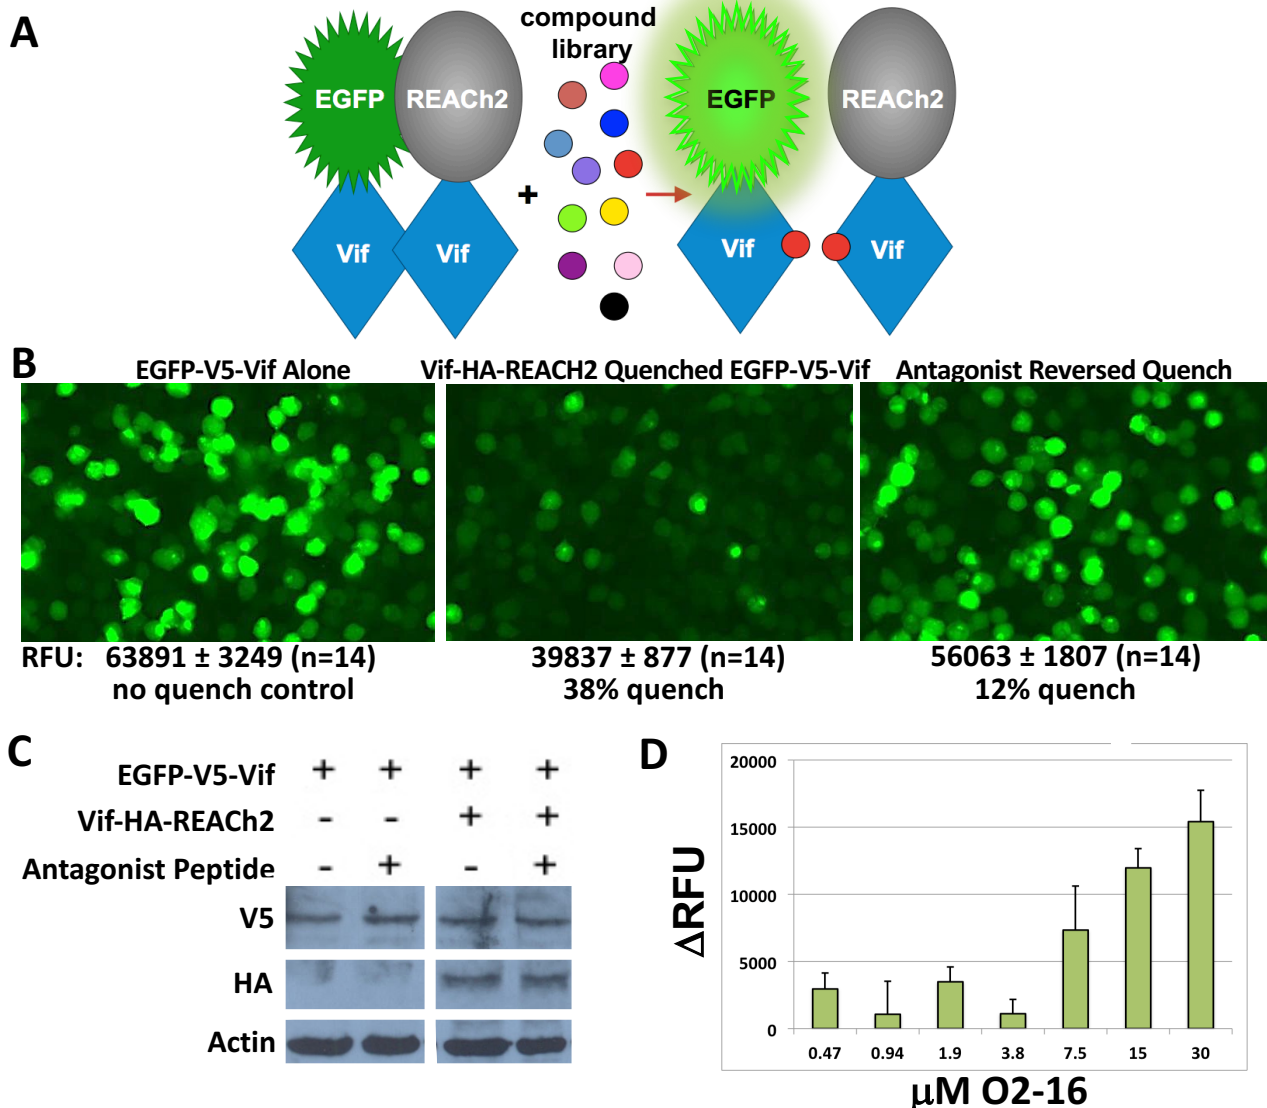 A
compound
library
EGFP REACh2 EGFP REACh2
+
Vif Vif Vif Vif
B
EGFP-V5-Vif Alone Vif-HA-REACH2 Quenched EGFP-V5-Vif Antagonist Reversed Quench
RFU: 63891 ± 3249 (n=14) 39837 ± 877 (n=14) 56063 ± 1807 (n=14)
no quench control 38% quench 12% quench
C
EGFP-V5-Vif + + + +
Vif-HA-REACh2 - - + +
Antagonist Peptide - + - +
V5
HA
Actin
D
ΔRFU
20000
15000
10000
5000
0
0.47 0.94 1.9 3.8 7.5 15 30
µM O2-16